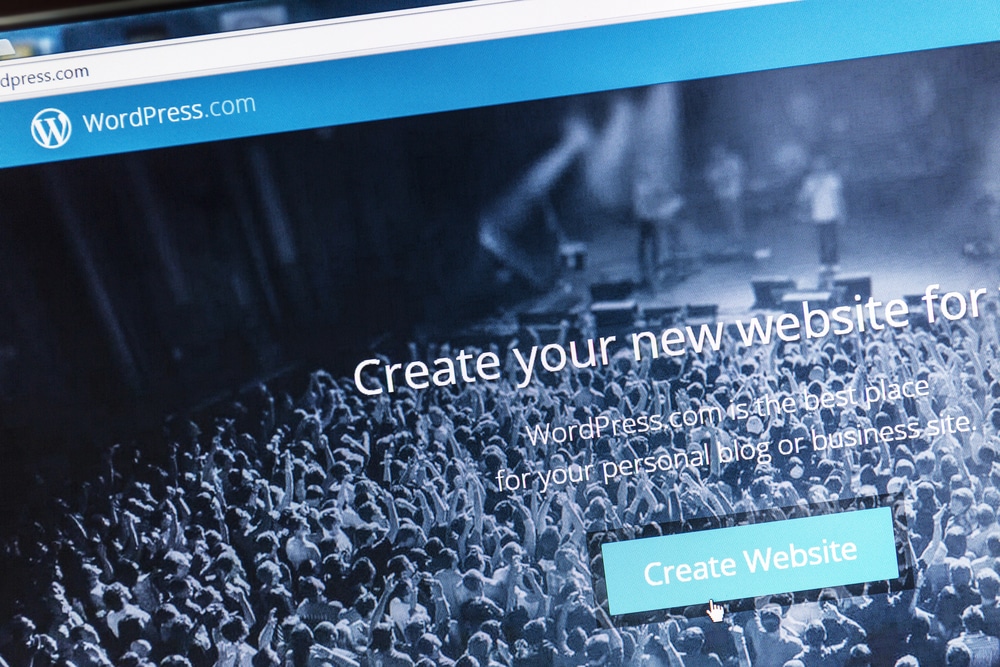 dpress.com
WordPress.com
Create your new website for
WordPress.com is the best place
for your personal blog or business site.
Create Website